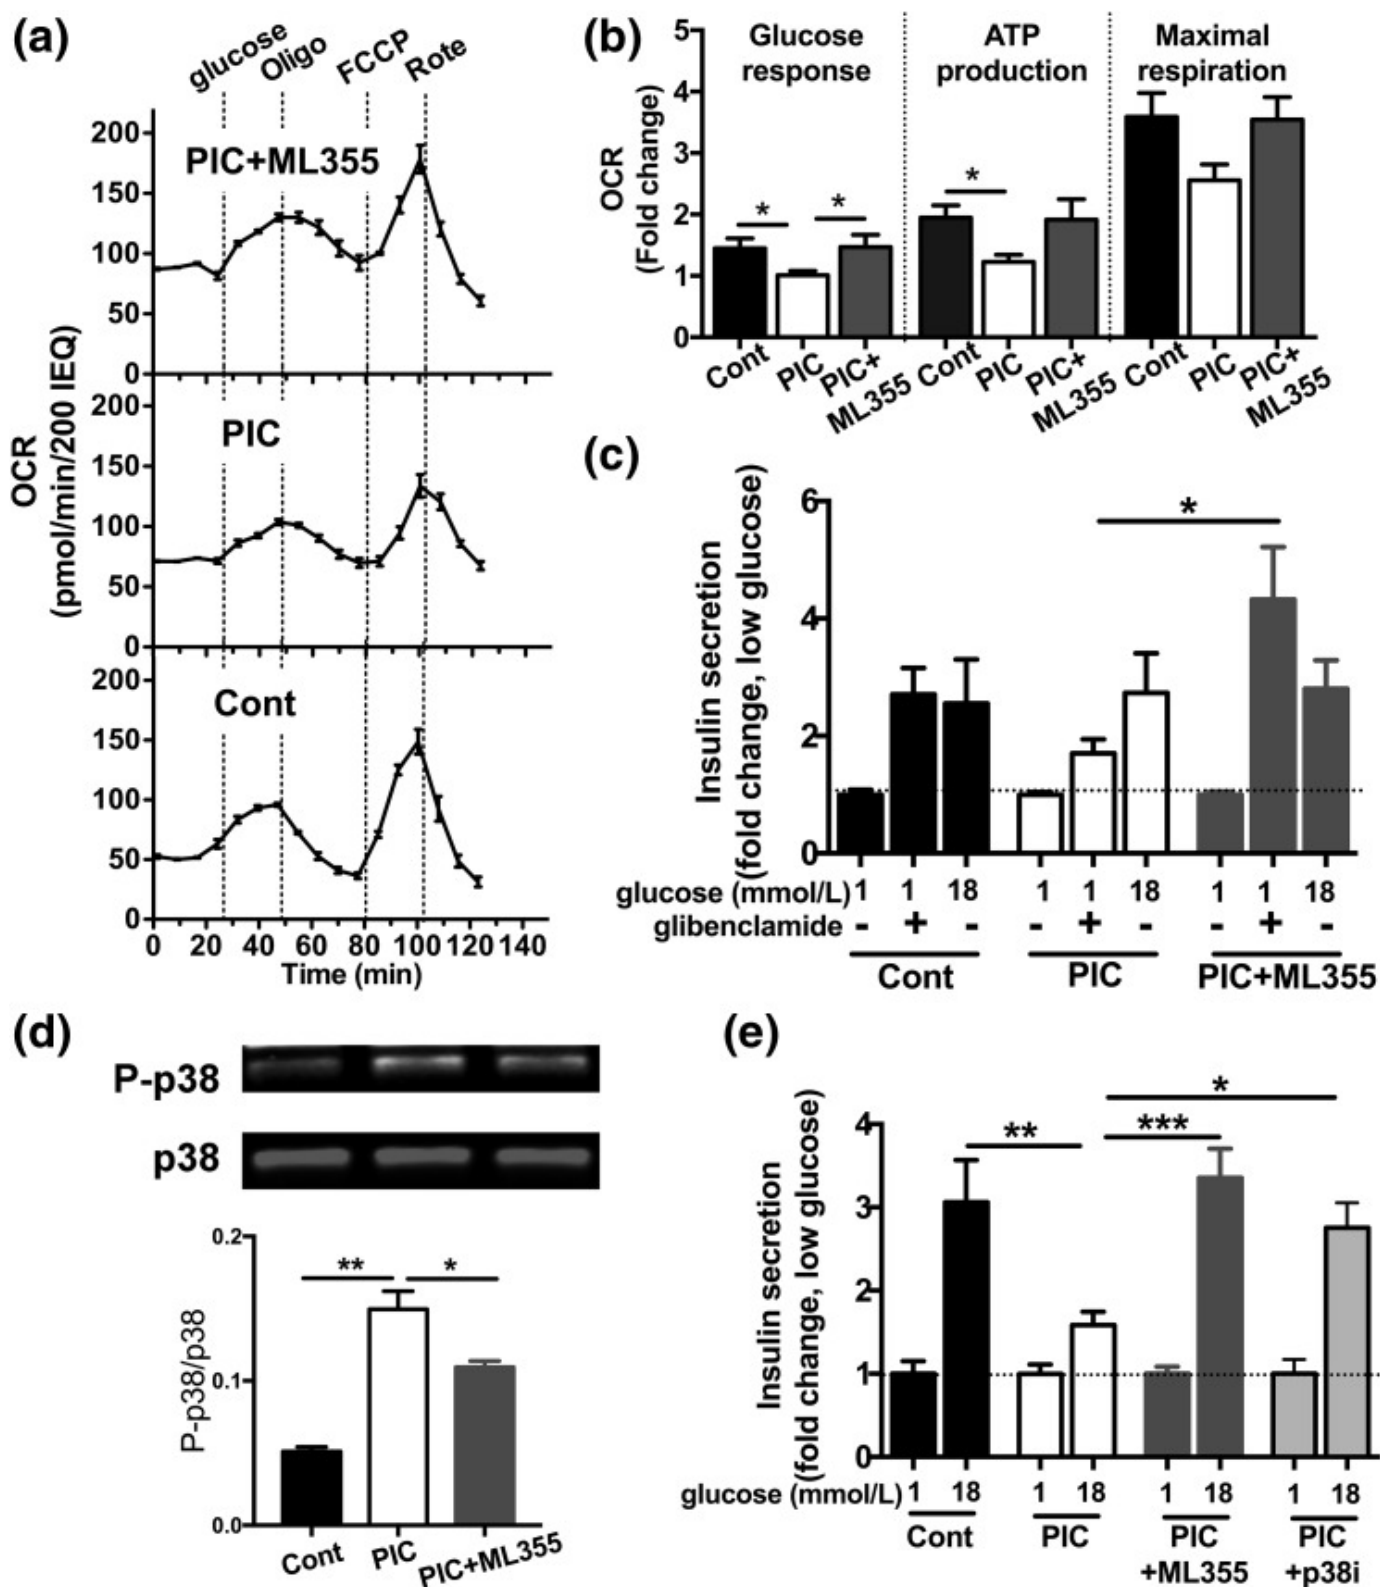 (a)
glucose Oligo FCCP Rote
200
PIC+ML355
150
100
50
0
200
PIC
150
100
50
0
200
Cont
150
100
50
0
0 20 40 60 80 100 120 140
Time (min)
OCR
(pmol/min/200 IEQ)
(b)
Glucose response
ATP production
Maximal respiration
5
4
3
2
1
0
OCR
(Fold change)
* * *
Cont PIC PIC+ ML355 Cont PIC PIC+ ML355 Cont PIC PIC+ ML355
(c)
Insulin secretion
(fold change, low glucose)
6
4
2
0
*
glucose (mmol/L) 1 1 18 1 1 18 1 1 18
glibenclamide - + - - + - - + -
Cont PIC PIC+ML355
(d)
P-p38
p38
P-p38/p38
0.2
0.1
0.0
** *
Cont PIC PIC+ML355
(e)
Insulin secretion
(fold change, low glucose)
4
3
2
1
0
*
** ***
glucose (mmol/L) 1 18 1 18 1 18 1 18
Cont PIC PIC PIC
+ML355 +p38i